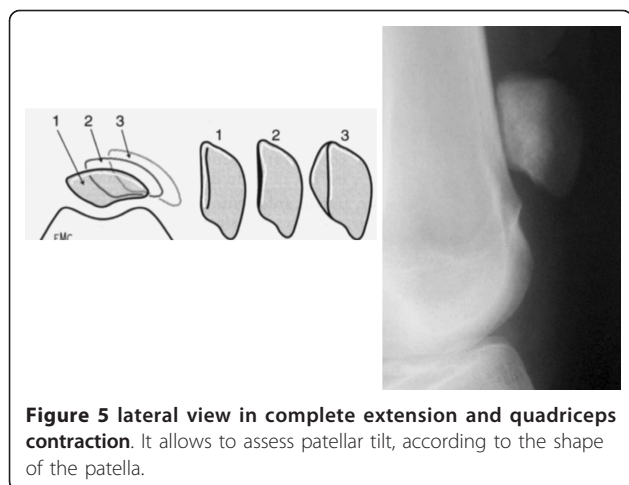 1 2 3
1 2 3
EMC
Figure 5 lateral view in complete extension and quadriceps
contraction. It allows to assess patellar tilt, according to the shape
of the patella.